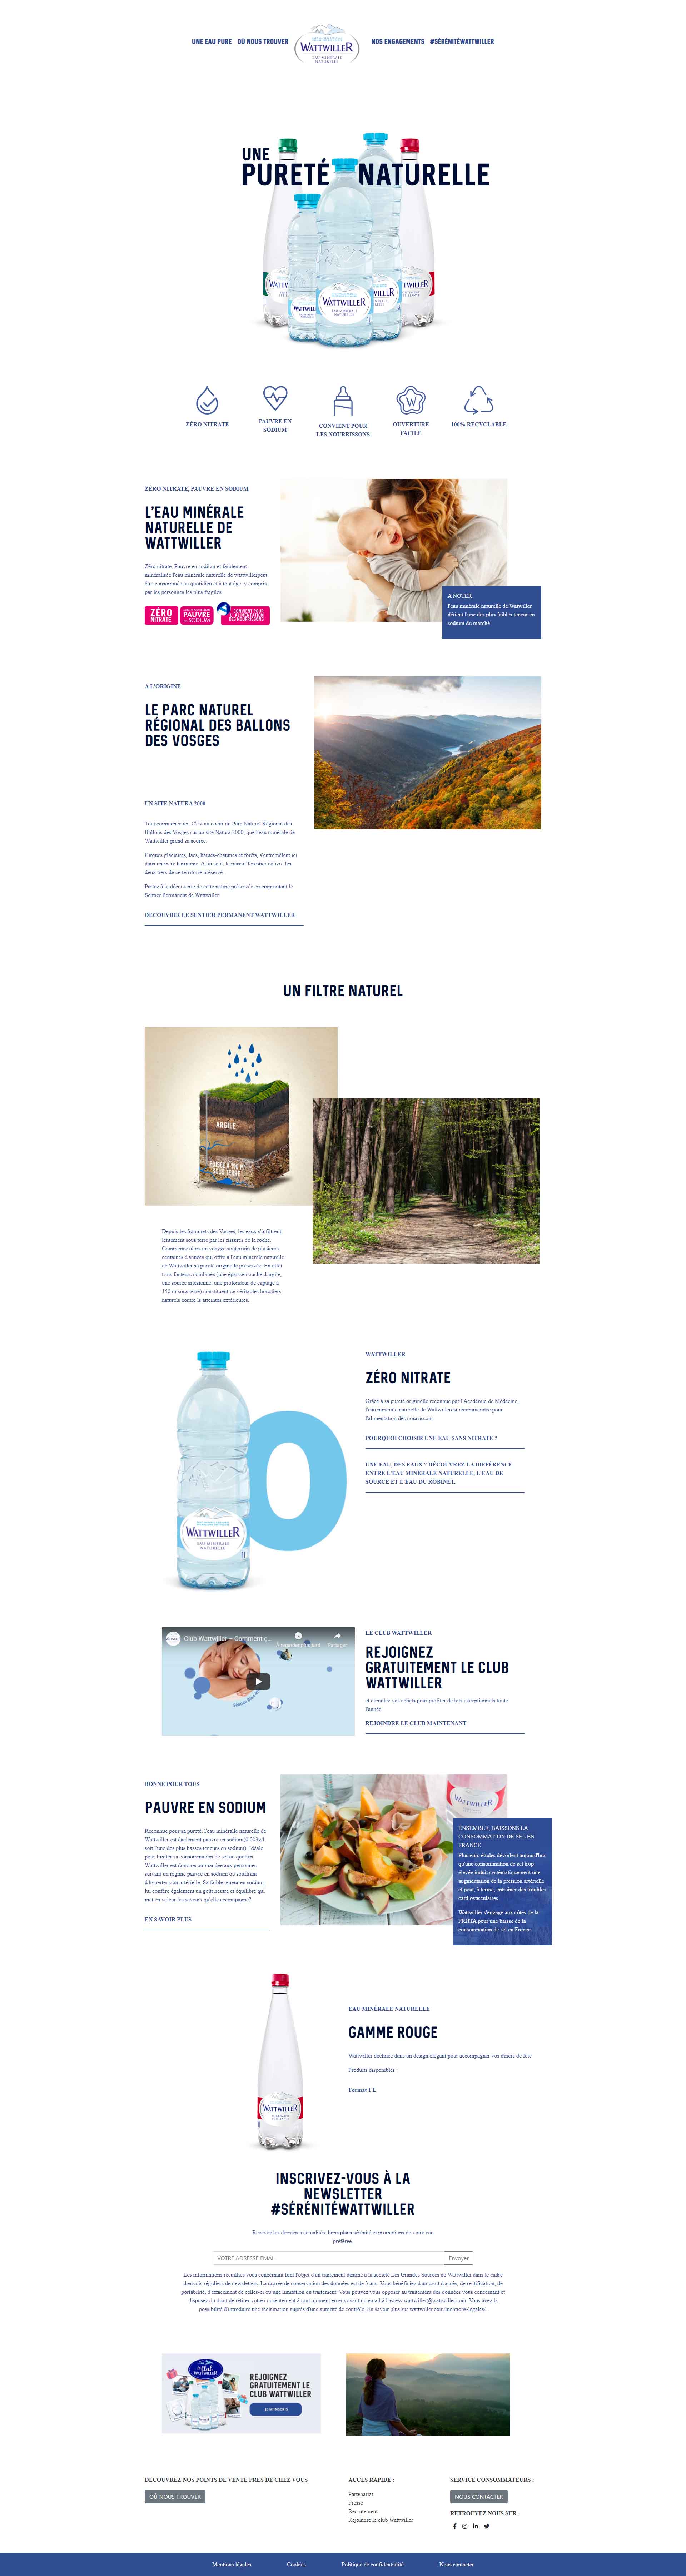 UNE EAU PURE OÙ NOUS TROUVER WATTWILLER EAU MINÉRALE NATURELLE NOS ENGAGEMENTS #SÉRÉNITÉWATTWILLER
UNE
PURETÉ NATURELLE
WATTWILLER
EAU MINÉRALE
NATURELLE
ZÉRO NITRATE
PAUVRE EN
SODIUM
CONVIENT POUR
LES NOURRISSONS
OUVERTURE
FACILE
100% RECYCLABLE
ZÉRO NITRATE, PAUVRE EN SODIUM
L'EAU MINÉRALE
NATURELLE DE
WATTWILLER
Zéro nitrate, Pauvre en sodium et faiblement
minéralisée l'eau minérale naturelle de wattwillerpent
être consommée au quotidien et à tout âge, y compris
par les personnes les plus fragiles.
ZÉRO
NITRATE
PAUVRE
EN SODIUM
CONVIENT POUR
L'ALIMENTATION
DES NOURRISSONS
A NOTER
l'eau minérale naturelle de Watwiller
détient l'une des plus faibles teneur en
sodium du marché
A L'ORIGINE
LE PARC NATUREL
RÉGIONAL DES BALLONS
DES VOSGES
UN SITE NATURA 2000
Tout commence ici. C'est au coeur du Parc Naturel Régional des
Ballons des Vosges sur un site Natura 2000, que l'eau minérale de
Wattwiller prend sa source.
Cirques glaciaires, lacs, hautes-chaumes et forêts, s'entremêlent ici
dans une rare harmonie. A lui seul, le massif forestier couvre les
deux tiers de ce territoire préservé.
Partez à la découverte de cette nature préservée en empruntant le
Sentier Permanent de Wattwiller
DECOUVRIR LE SENTIER PERMANENT WATTWILLER
UN FILTRE NATUREL
ARGILE
PUISÉE À 150 M
SOUS TERRE
Depuis les Sommets des Vosges, les eaux s'infiltrent
lentement sous terre par les fissures de la roche.
Commence alors un voyage souterrain de plusieurs
centaines d'années qui offre à l'eau minérale naturelle
de Wattwiller sa pureté originelle préservée. En effet
trois facteurs combinés (une épaisse couche d'argile,
une source artésienne, une profondeur de captage à
150 m sous terre) constituent de véritables boucliers
naturels contre le atteintes extérieures.
WATTWILLER
EAU MINÉRALE
NATURELLE
0
WATTWILLER
ZÉRO NITRATE
Grâce à sa pureté originelle reconnue par l'Académie de Médecine,
l'eau minérale naturelle de Wattwillerest recommandée pour
l'alimentation des nourrissons.
POURQUOI CHOISIR UNE EAU SANS NITRATE ?
UNE EAU, DES EAUX ? DÉCOUVREZ LA DIFFÉRENCE
ENTRE L'EAU MINÉRALE NATURELLE, L'EAU DE
SOURCE ET L'EAU DU ROBINET.
Club Wattwiller – Comment ç...
Partager
LE CLUB WATTWILLER
REJOIGNEZ
GRATUITEMENT LE CLUB
WATTWILLER
et cumulez vos achats pour profiter de lots exceptionnels toute
l'année
REJOINDRE LE CLUB MAINTENANT
BONNE POUR TOUS
PAUVRE EN SODIUM
Reconnue pour sa pureté, l'eau minéralle naturelle de
Wattwiller est également pauvre en sodium(0.003g/l
soit l'une des plus basses teneurs en sodium). Idéale
pour limiter sa consommation de sel au quotien,
Wattwiller et donc recommandée aux personnes
suivant un régime pauvre en sodium ou souffrant
d'hypertension artérielle. Sa faible teneur en sodium
lui confère également un goût neutre et équilibré qui
met en valeur les saveurs qu'elle accompagne?
EN SAVOIR PLUS
WATTWILLER
ENSEMBLE, BAISSONS LA
CONSOMMATION DE SEL EN
FRANCE
Plusieurs études dévoilent aujourd'hui
qu'une consommation de sel trop
élevée induit systématiquement une
augmentation de la pression artérielle
et peut, à terme, entrainer des troubles
cardiovasculaires.
Wattwiller s'engage aux côtés de la
FRHTA pour une baisse de la
consommation de sel en France
WATTWILLER
EAU MINÉRALE NATURELLE
GAMME ROUGE
Wattwiller déclinée dans un design élégant pour accompagner vos dîners de fête
Produits disponibles :
Format 1 L
INSCRIVEZ-VOUS À LA
NEWSLETTER
#SÉRÉNITÉWATTWILLER
Recevez les dernières actualités, bons plans sérénité et promotions de votre eau
préférée.
VOTRE ADRESSE EMAIL Envoyer
Les informations recuilles vous concernant font l'objet d'un traitement destiné à la société Les Grandes Sources de Wattwiller dans le cadre
d'envois réguliers de newsletters. La durée de conservation des données est de 3 ans. Vous bénéficiez d'un droit d'accès, de rectification, de
portabilité, d'effacement de celles-ci ou une limitation du traitement. Vous pouvez vous opposer au traitement des données vous concernant et
disposez du droit de retirer votre consentement à tout moment en envoyant un email à l'aserss wattwiller@wattwiller.com. Vous avez la
possibilité d'introduire une réclamation auprès d'une autorité de contôlle. En savoir plus sur wattwiller.com/mentions-legales/.
le Club
WATTWILLER
REJOIGNEZ
GRATUITEMENT LE
CLUB WATTWILLER
JE M'INSCRIS
DÉCOUVREZ NOS POINTS DE VENTE PRÈS DE CHEZ VOUS
OÙ NOUS TROUVER
ACCÈS RAPIDE :
Partenariat
Presse
Recrutement
Rejoindre le club Wattwiller
SERVICE CONSOMMATEURS :
NOUS CONTACTER
RETROUVEZ NOUS SUR :
Mentions légales Cookies Politique de confidentialité Nous contacter